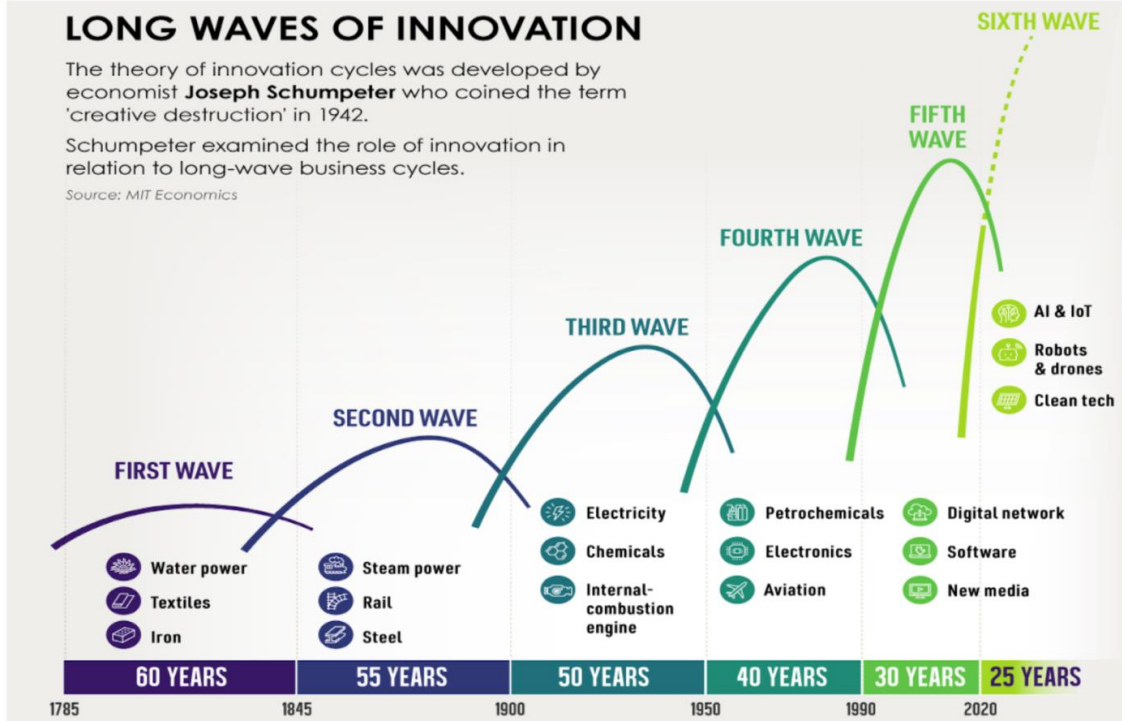 LONG WAVES OF INNOVATION
The theory of innovation cycles was developed by
economist Joseph Schumpeter who coined the term
'creative destruction' in 1942.
Schumpeter examined the role of innovation in
relation to long-wave business cycles.
Source: MIT Economics
FIRST WAVE
Water power
Textiles
Iron
SECOND WAVE
Steam power
Rail
Steel
THIRD WAVE
Electricity
Chemicals
Internal-
combustion
engine
FOURTH WAVE
Petrochemicals
Electronics
Aviation
FIFTH
WAVE
Digital network
Software
New media
SIXTH WAVE
AI & IoT
Robots
& drones
Clean tech
60 YEARS
55 YEARS
50 YEARS
40 YEARS
30 YEARS
25 YEARS
1785
1845
1900
1950
1990
2020